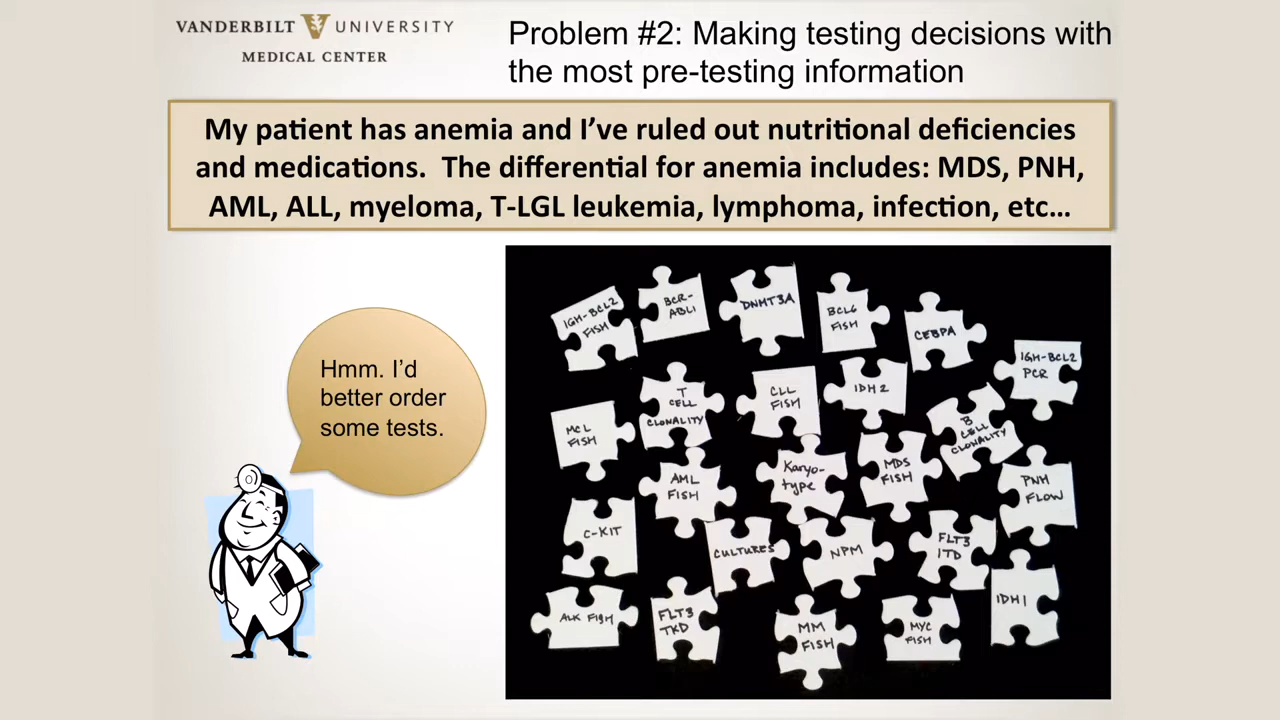 VANDERBILT UNIVERSITY
MEDICAL CENTER
Problem #2: Making testing decisions with
the most pre-testing information
My patient has anemia and I've ruled out nutritional deficiencies
and medications. The differential for anemia includes: MDS, PNH,
AML, ALL, myeloma, T-LGL leukemia, lymphoma, infection, etc…
Hmm. I'd
better order
some tests.
IGH-BCL2
FISH
BCR-
ABL1
DNMT3A
BCL6
FISH
CEBPA
IGH-BCL2
PCR
MCL
FISH
T
CELL
CLONALITY
CLL
FISH
IDH2
B
CELL
CLONALITY
AML
FISH
Karyo-
type
MDS
FISH
PNH
FLOW
C-KIT
CULTURES
NPM
FLT3
ITD
ALK FISH
FLT3
TKD
MM
FISH
MYC
FISH
IDH1